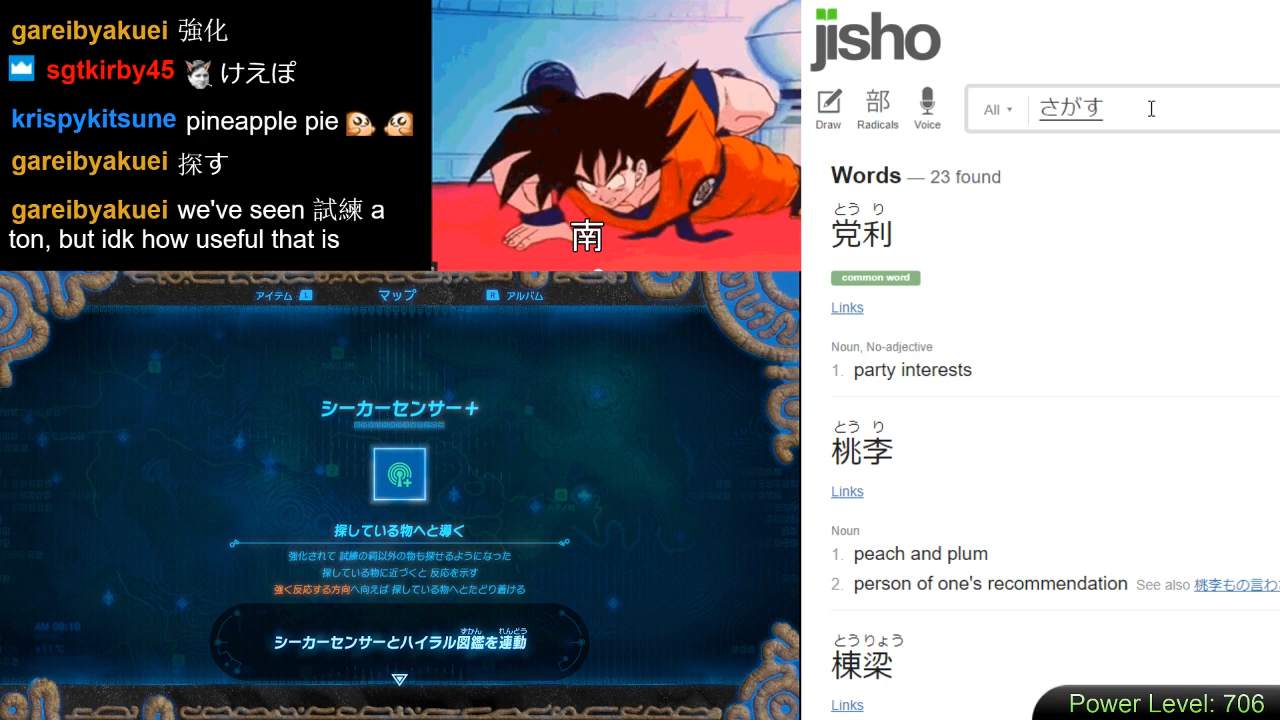 gareibyakuei 強化
sgtkirby45 けえぽ
krispykitsune pineapple pie
gareibyakuei 探す
gareibyakuei we've seen 試練 a
ton, but idk how useful that is
南
アイテム L
マップ
R アルバム
シーカーセンサー+
探している物へと導く
強化されて 試練の祠以外の物も探せるようになった
探している物に近づくと 反応を示す
強く反応する方向へ向えば 探している物へとたどり着ける
ずかん れんどう
シーカーセンサーとハイラル図鑑を連動
AM 09:10
jisho
Draw
部
Radicals
Voice
All
さがす
Words — 23 found
とう り
党利
common word
Links
Noun, No-adjective
1. party interests
とう り
桃李
Links
Noun
1. peach and plum
2. person of one's recommendation See also 桃李もの言わ
とうりょう
棟梁
Links
Power Level: 706